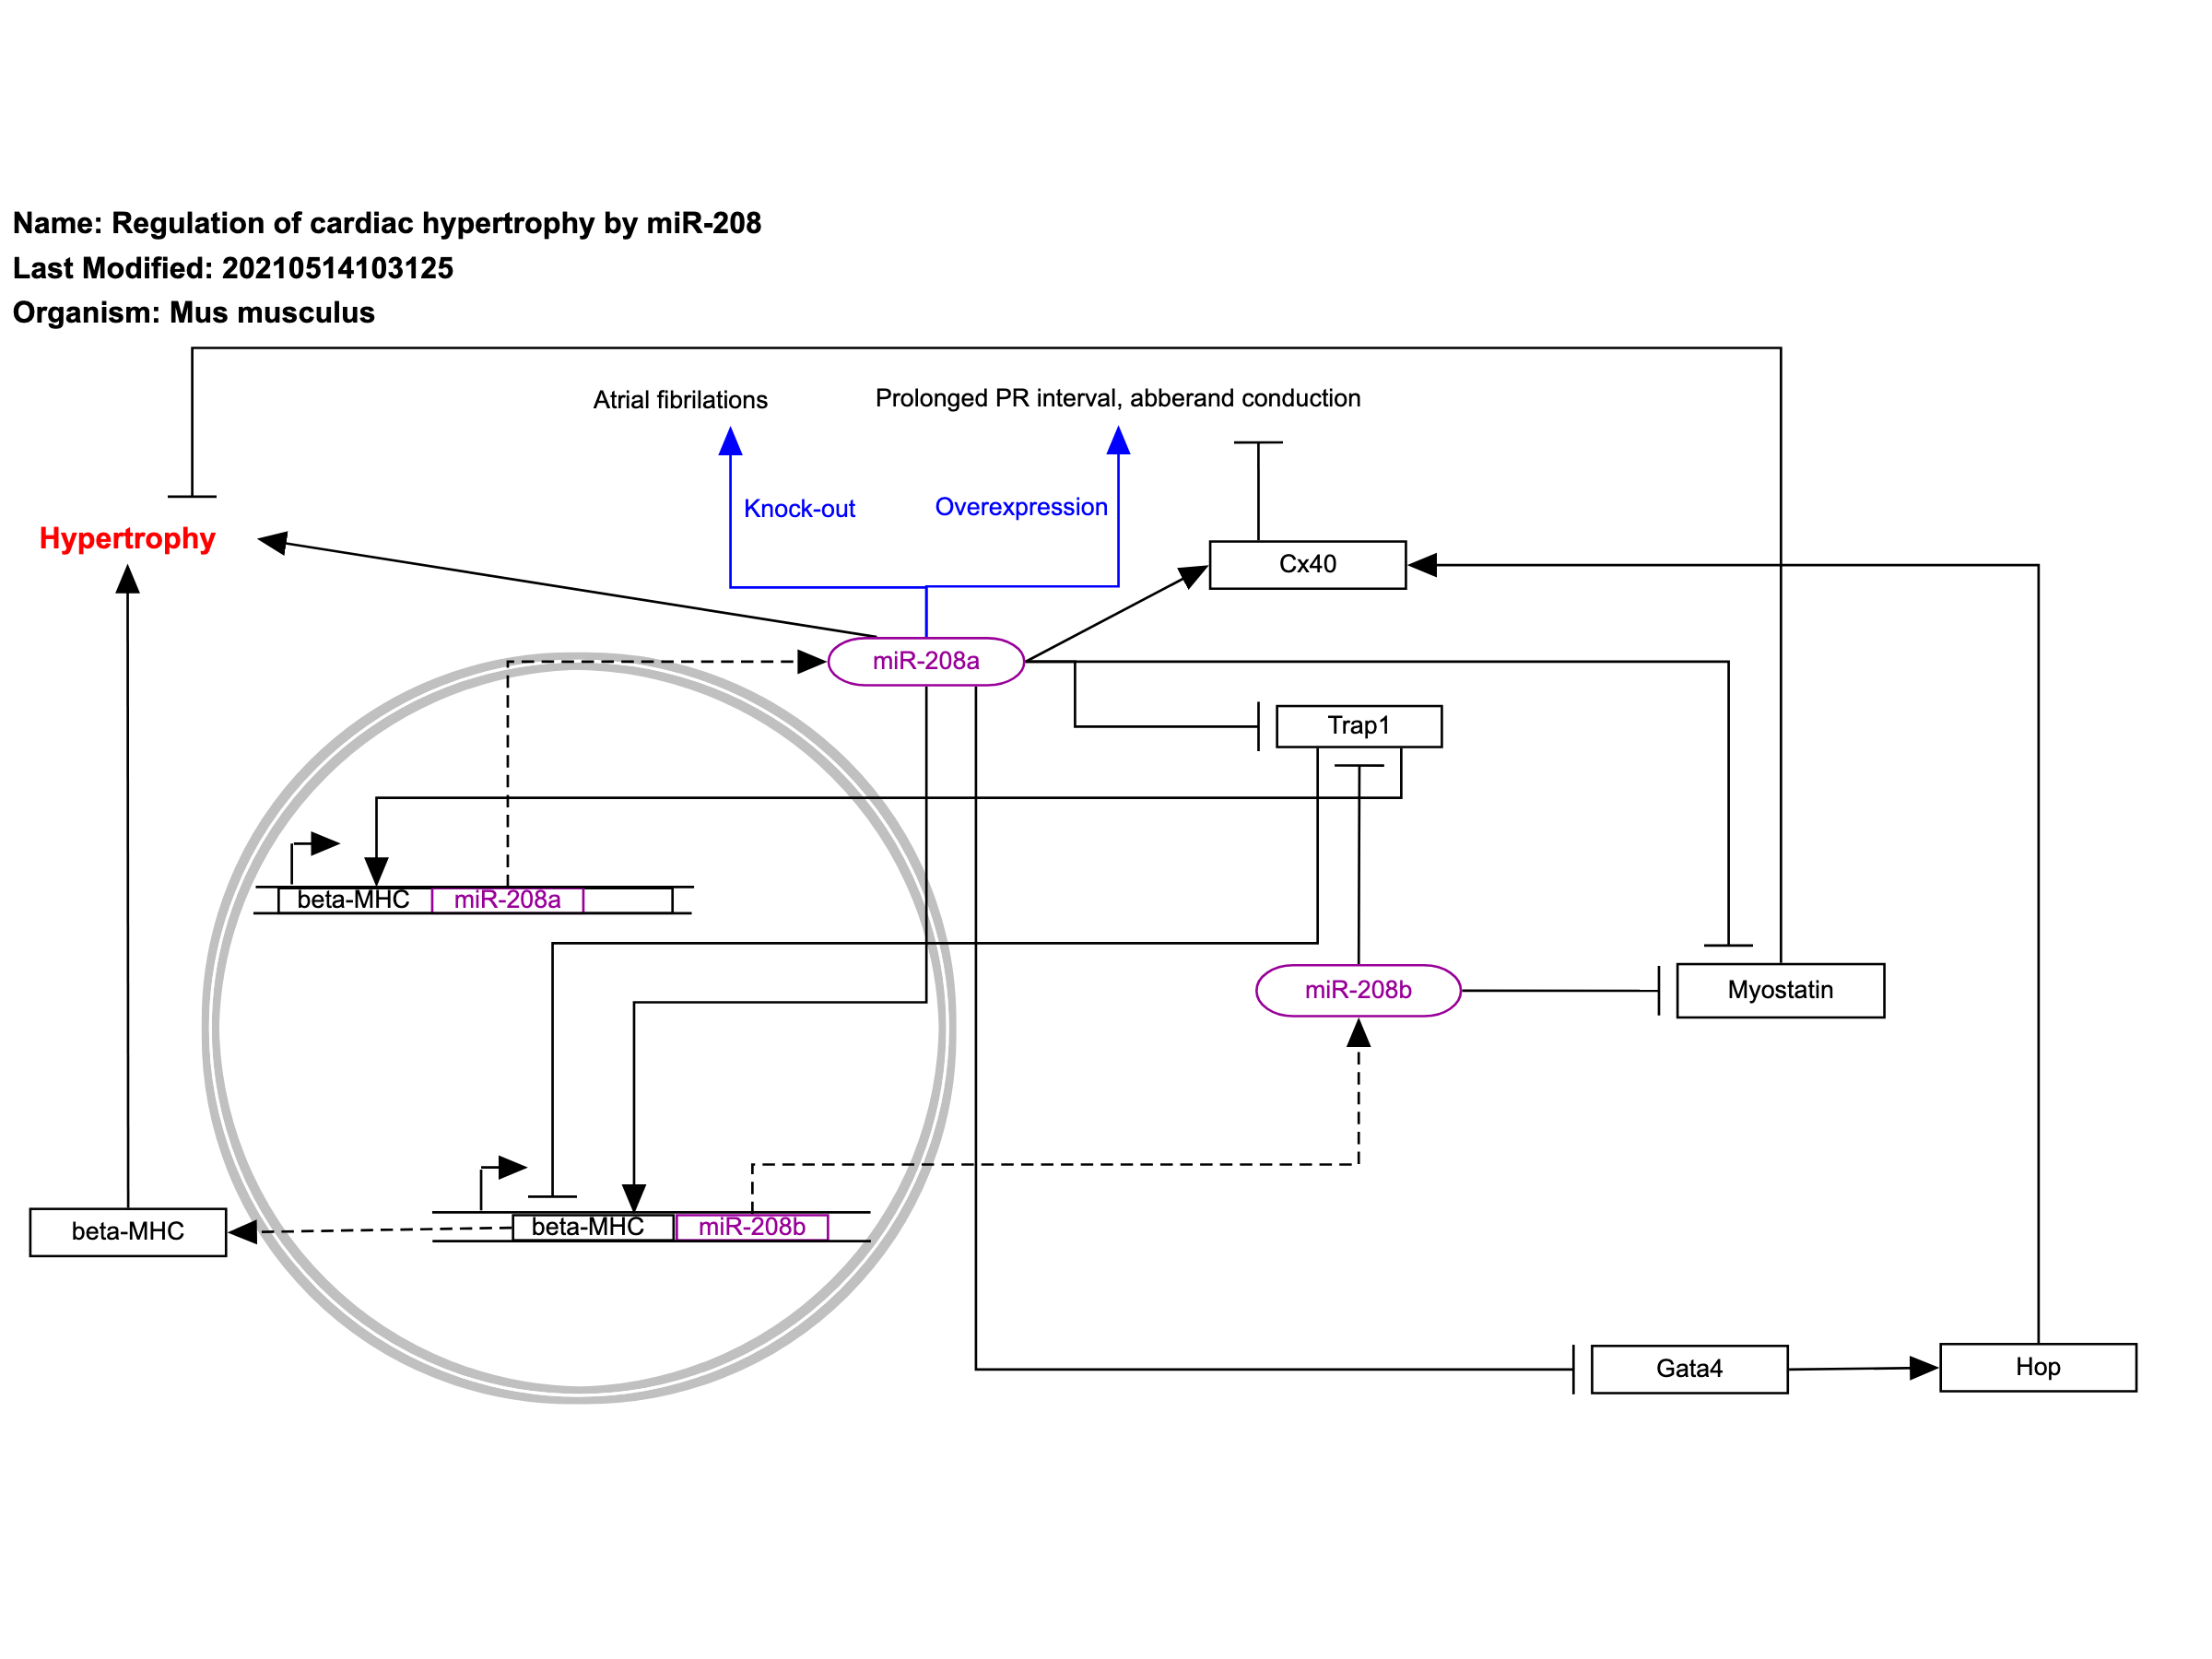 Name: Regulation of cardiac hypertrophy by miR-208
Last Modified: 20210514103125
Organism: Mus musculus
Atrial fibrilations
Prolonged PR interval, abberand conduction
Knock-out
Overexpression
Hypertrophy
Cx40
miR-208a
Trap1
beta-MHC
miR-208a
miR-208b
Myostatin
beta-MHC
beta-MHC
miR-208b
Gata4
Hop